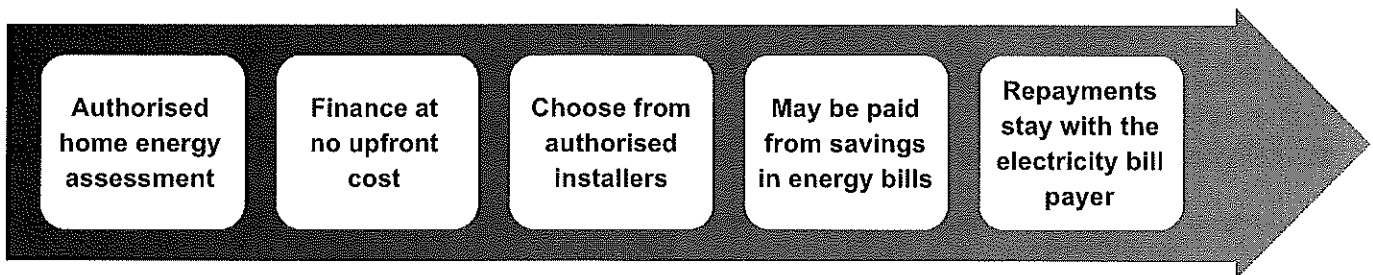 Authorised
home energy
assessment
Finance at
no upfront
cost
Choose from
authorised
installers
May be paid
from savings
in energy bills
Repayments
stay with the
electricity bill
payer